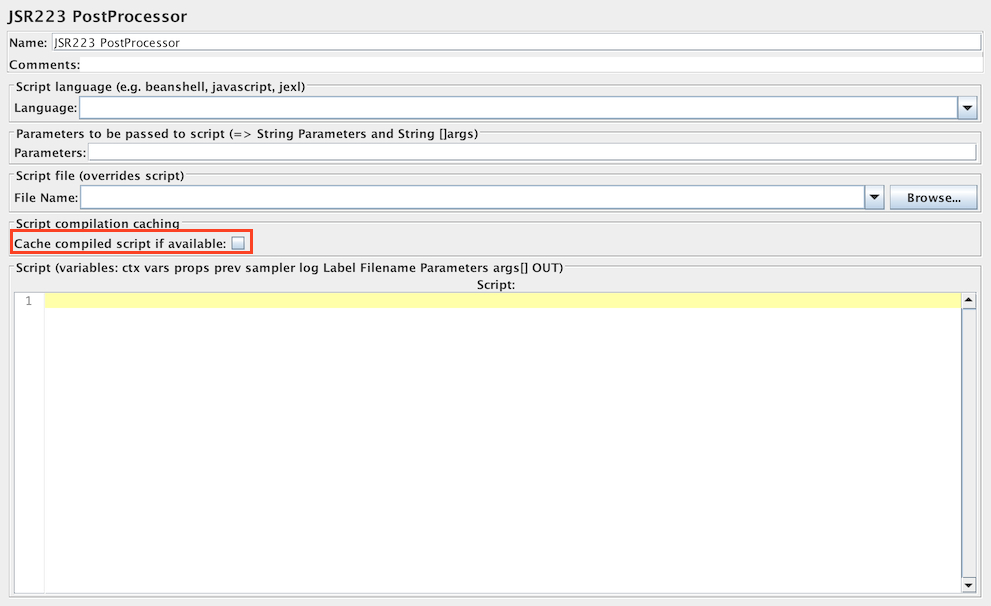 JSR223 PostProcessor
Name: JSR223 PostProcessor
Comments:
Script language (e.g. beanshell, javascript, jexl)
Language:
Parameters to be passed to script (=> String Parameters and String []args)
Parameters:
Script file (overrides script)
File Name: Browse...
Script compilation caching
Cache compiled script if available:
Script (variables: ctx vars props prev sampler log Label Filename Parameters args[] OUT)
Script:
1